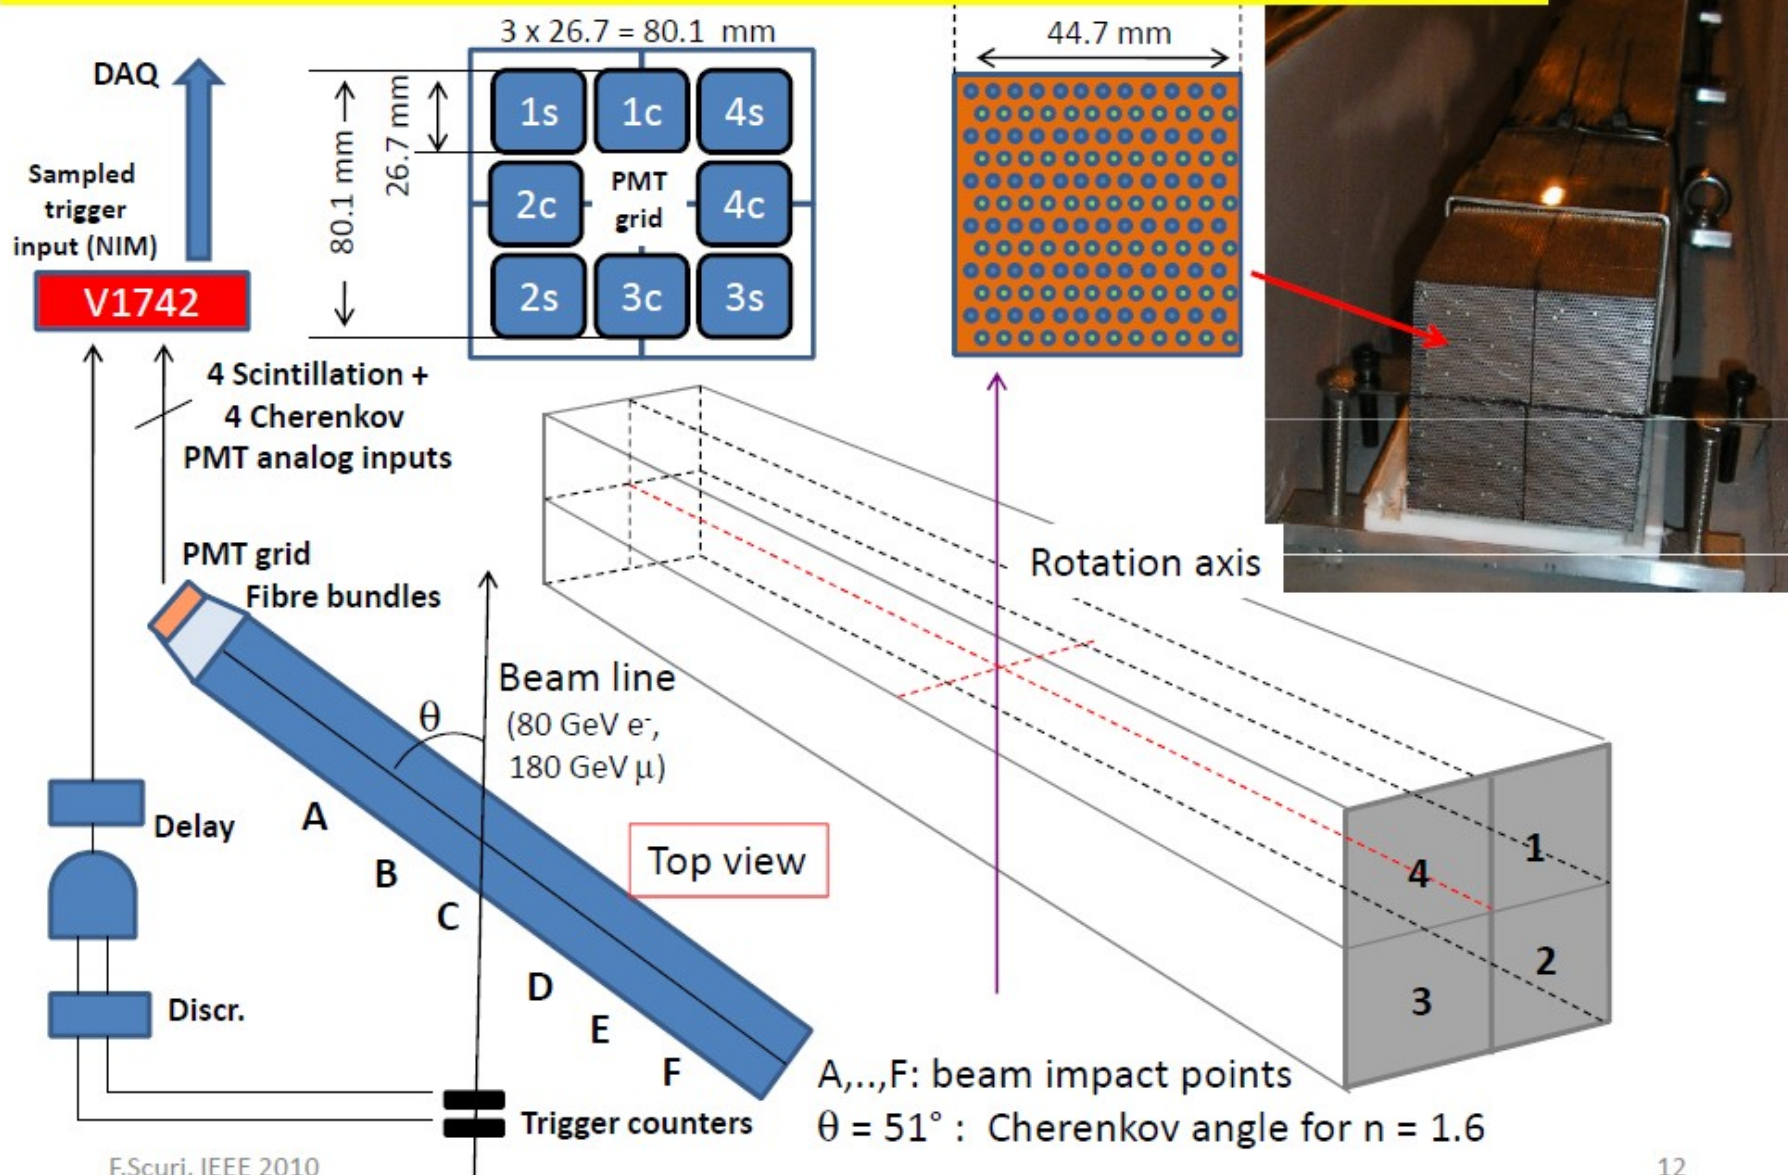 3 x 26.7 = 80.1 mm
44.7 mm
DAQ
80.1 mm
26.7 mm
1s 1c 4s
2c PMT grid 4c
2s 3c 3s
Sampled
trigger
input (NIM)
V1742
4 Scintillation +
4 Cherenkov
PMT analog inputs
PMT grid
Fibre bundles
Rotation axis
Beam line
(80 GeV e⁻,
180 GeV μ)
θ
A
B
C
D
E
F
Delay
Top view
Discr.
Trigger counters
4 1
3 2
A,..,F: beam impact points
θ = 51° : Cherenkov angle for n = 1.6
F.Scuri, IEEE 2010
12